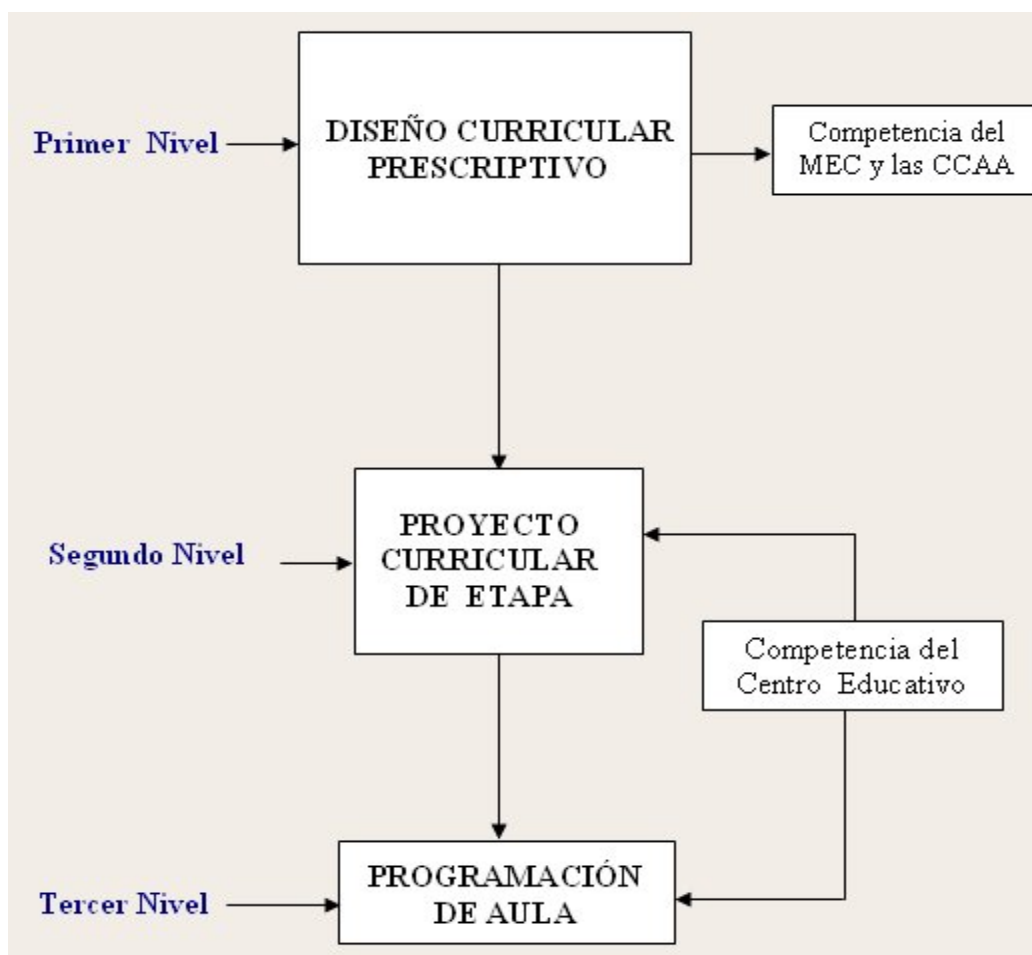 Primer Nivel
DISEÑO CURRICULAR
PRESCRIPTIVO
Competencia del
MEC y las CCAA
Segundo Nivel
PROYECTO
CURRICULAR
DE ETAPA
Competencia del
Centro Educativo
Tercer Nivel
PROGRAMACIÓN
DE AULA